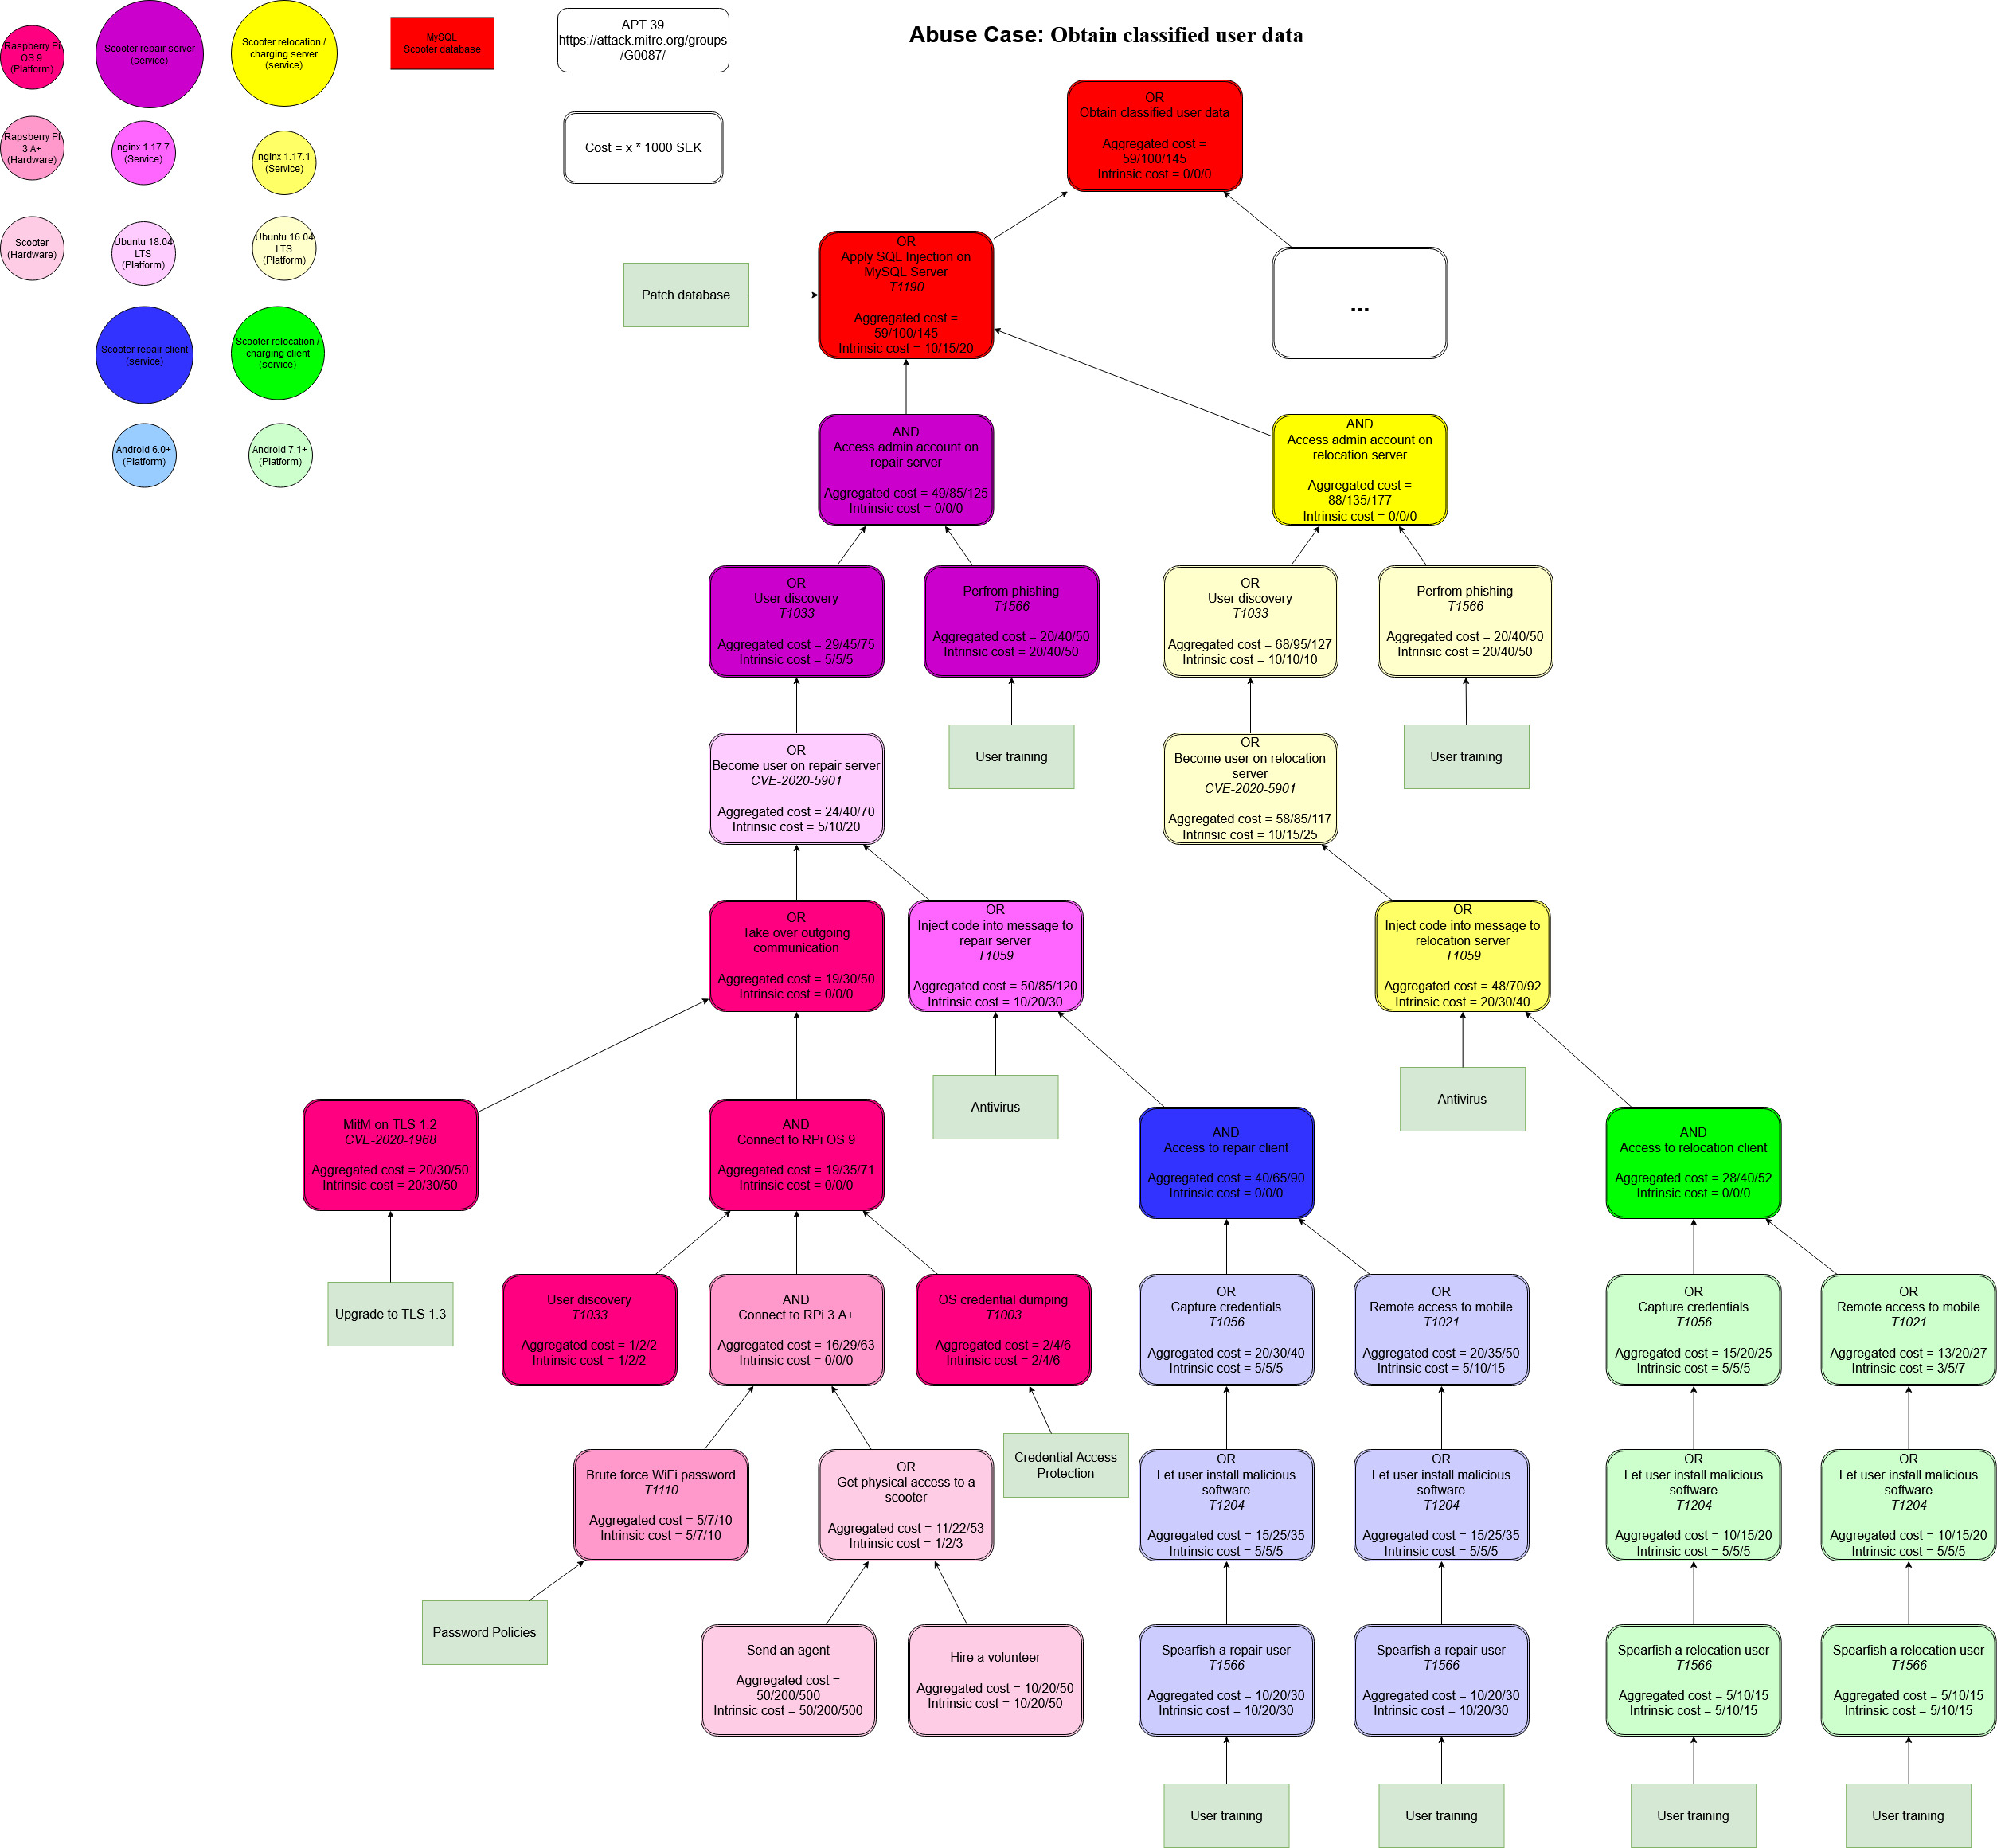 Abuse Case: Obtain classified user data
Raspberry PI
OS 9
(Platform)
Scooter repair server
(service)
Scooter relocation /
charging server
(service)
MySQL
Scooter database
APT 39
https://attack.mitre.org/groups
/G0087/
Rapsberry PI
3 A+
(Hardware)
nginx 1.17.7
(Service)
nginx 1.17.1
(Service)
Cost = x * 1000 SEK
Scooter
(Hardware)
Ubuntu 18.04
LTS
(Platform)
Ubuntu 16.04
LTS
(Platform)
Scooter repair client
(service)
Scooter relocation /
charging client
(service)
Android 6.0+
(Platform)
Android 7.1+
(Platform)
OR
Obtain classified user data
Aggregated cost =
59/100/145
Intrinsic cost = 0/0/0
Patch database
OR
Apply SQL Injection on
MySQL Server
T1190
Aggregated cost =
59/100/145
Intrinsic cost = 10/15/20
...
AND
Access admin account on
repair server
Aggregated cost = 49/85/125
Intrinsic cost = 0/0/0
AND
Access admin account on
relocation server
Aggregated cost =
88/135/177
Intrinsic cost = 0/0/0
OR
User discovery
T1033
Aggregated cost = 29/45/75
Intrinsic cost = 5/5/5
Perfrom phishing
T1566
Aggregated cost = 20/40/50
Intrinsic cost = 20/40/50
OR
User discovery
T1033
Aggregated cost = 68/95/127
Intrinsic cost = 10/10/10
Perfrom phishing
T1566
Aggregated cost = 20/40/50
Intrinsic cost = 20/40/50
OR
Become user on repair server
CVE-2020-5901
Aggregated cost = 24/40/70
Intrinsic cost = 5/10/20
User training
OR
Become user on relocation
server
CVE-2020-5901
Aggregated cost = 58/85/117
Intrinsic cost = 10/15/25
User training
OR
Take over outgoing
communication
Aggregated cost = 19/30/50
Intrinsic cost = 0/0/0
OR
Inject code into message to
repair server
T1059
Aggregated cost = 50/85/120
Intrinsic cost = 10/20/30
OR
Inject code into message to
relocation server
T1059
Aggregated cost = 48/70/92
Intrinsic cost = 20/30/40
MitM on TLS 1.2
CVE-2020-1968
Aggregated cost = 20/30/50
Intrinsic cost = 20/30/50
AND
Connect to RPi OS 9
Aggregated cost = 19/35/71
Intrinsic cost = 0/0/0
Antivirus
AND
Access to repair client
Aggregated cost = 40/65/90
Intrinsic cost = 0/0/0
Antivirus
AND
Access to relocation client
Aggregated cost = 28/40/52
Intrinsic cost = 0/0/0
Upgrade to TLS 1.3
User discovery
T1033
Aggregated cost = 1/2/2
Intrinsic cost = 1/2/2
AND
Connect to RPi 3 A+
Aggregated cost = 16/29/63
Intrinsic cost = 0/0/0
OS credential dumping
T1003
Aggregated cost = 2/4/6
Intrinsic cost = 2/4/6
OR
Capture credentials
T1056
Aggregated cost = 20/30/40
Intrinsic cost = 5/5/5
OR
Remote access to mobile
T1021
Aggregated cost = 20/35/50
Intrinsic cost = 5/10/15
OR
Capture credentials
T1056
Aggregated cost = 15/20/25
Intrinsic cost = 5/5/5
OR
Remote access to mobile
T1021
Aggregated cost = 13/20/27
Intrinsic cost = 3/5/7
Brute force WiFi password
T1110
Aggregated cost = 5/7/10
Intrinsic cost = 5/7/10
OR
Get physical access to a
scooter
Aggregated cost = 11/22/53
Intrinsic cost = 1/2/3
Credential Access
Protection
OR
Let user install malicious
software
T1204
Aggregated cost = 15/25/35
Intrinsic cost = 5/5/5
OR
Let user install malicious
software
T1204
Aggregated cost = 15/25/35
Intrinsic cost = 5/5/5
OR
Let user install malicious
software
T1204
Aggregated cost = 10/15/20
Intrinsic cost = 5/5/5
OR
Let user install malicious
software
T1204
Aggregated cost = 10/15/20
Intrinsic cost = 5/5/5
Password Policies
Send an agent
Aggregated cost =
50/200/500
Intrinsic cost = 50/200/500
Hire a volunteer
Aggregated cost = 10/20/50
Intrinsic cost = 10/20/50
Spearfish a repair user
T1566
Aggregated cost = 10/20/30
Intrinsic cost = 10/20/30
Spearfish a repair user
T1566
Aggregated cost = 10/20/30
Intrinsic cost = 10/20/30
Spearfish a relocation user
T1566
Aggregated cost = 5/10/15
Intrinsic cost = 5/10/15
Spearfish a relocation user
T1566
Aggregated cost = 5/10/15
Intrinsic cost = 5/10/15
User training
User training
User training
User training